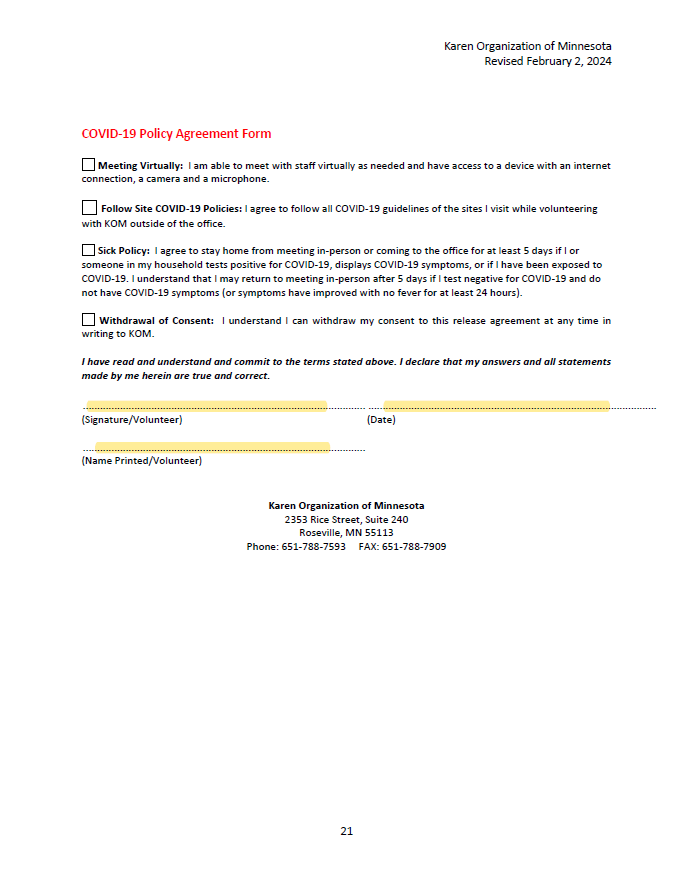 Karen Organization of Minnesota
Revised February 2, 2024
COVID-19 Policy Agreement Form
Meeting Virtually: I am able to meet with staff virtually as needed and have access to a device with an internet
connection, a camera and a microphone.
Follow Site COVID-19 Policies: I agree to follow all COVID-19 guidelines of the sites I visit while volunteering
with KOM outside of the office.
Sick Policy: I agree to stay home from meeting in-person or coming to the office for at least 5 days if I or
someone in my household tests positive for COVID-19, displays COVID-19 symptoms, or if I have been exposed to
COVID-19. I understand that I may return to meeting in-person after 5 days if I test negative for COVID-19 and do
not have COVID-19 symptoms (or symptoms have improved with no fever for at least 24 hours).
Withdrawal of Consent: I understand I can withdraw my consent to this release agreement at any time in
writing to KOM.
I have read and understand and commit to the terms stated above. I declare that my answers and all statements
made by me herein are true and correct.
(Signature/Volunteer) (Date)
(Name Printed/Volunteer)
Karen Organization of Minnesota
2353 Rice Street, Suite 240
Roseville, MN 55113
Phone: 651-788-7593 FAX: 651-788-7909
21